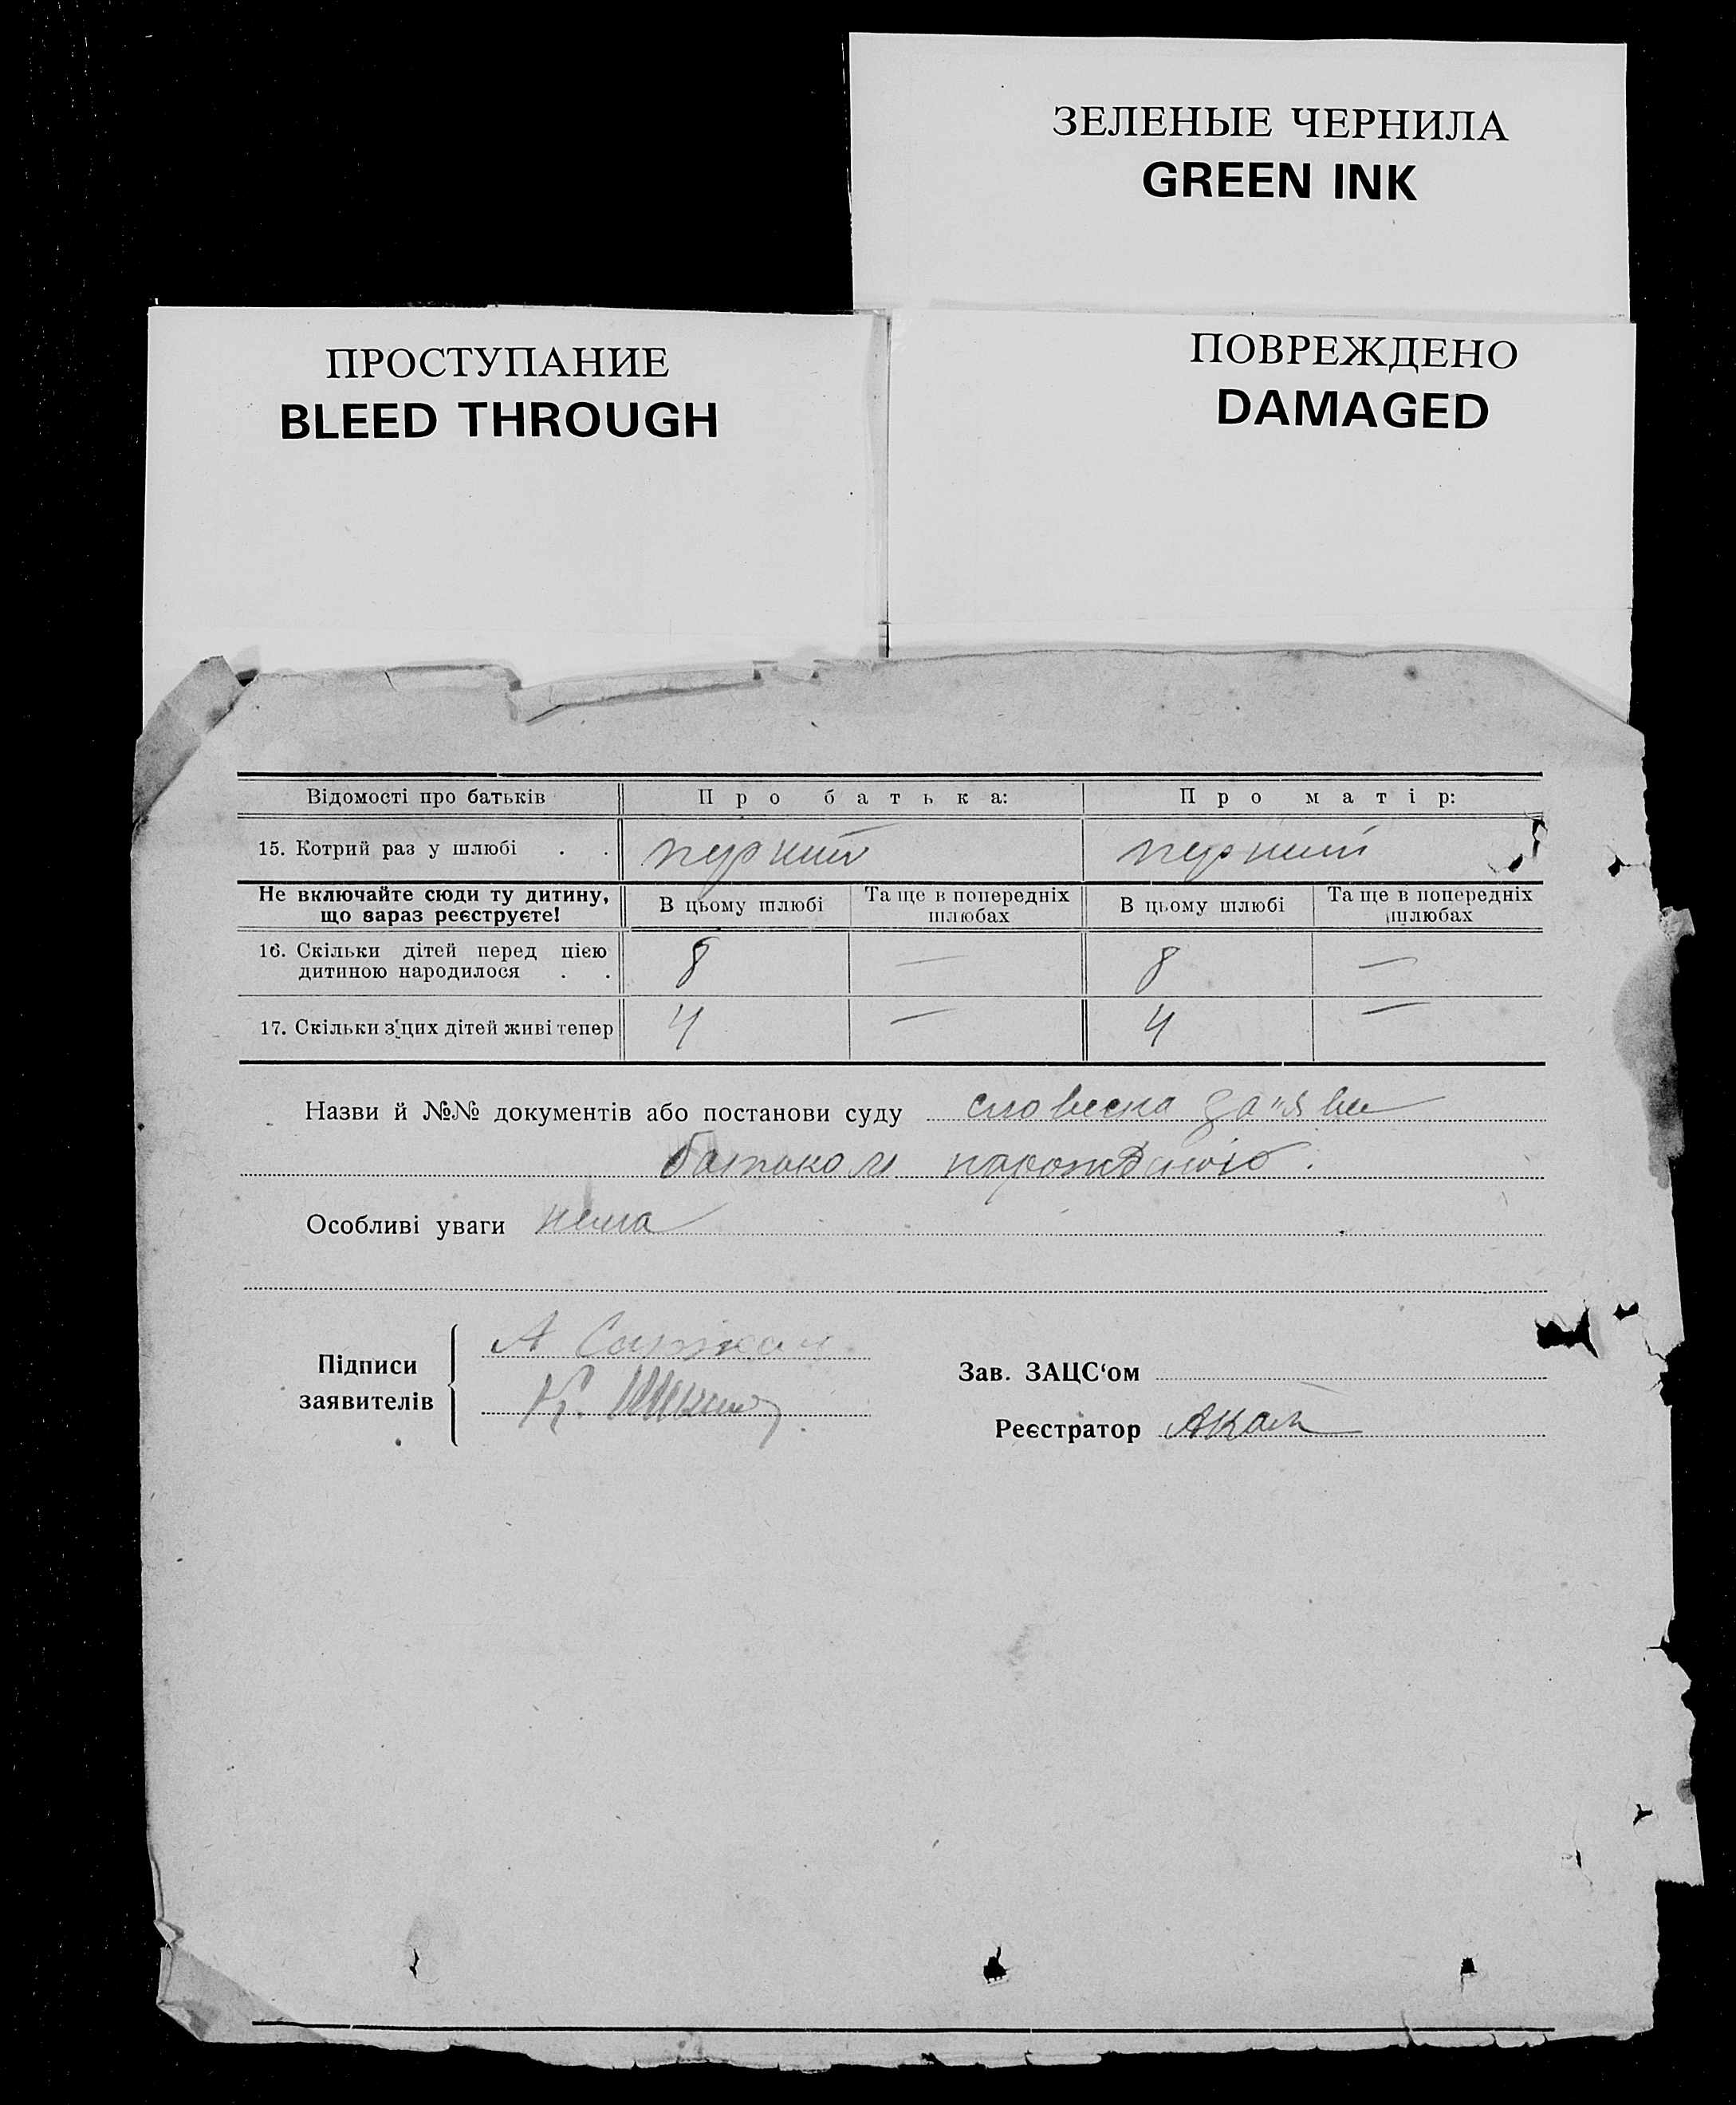 ЗЕЛЕНЫЕ ЧЕРНИЛА
GREEN INK
ПРОСТУПАНИЕ
BLEED THROUGH
ПОВРЕЖДЕНО
DAMAGED
Відомості про батьків Про батька: Про матір:
15. Котрий раз у шлюбі . . перший перший
Не включайте сюди ту дитину,
що зараз реєструєте!
В цьому шлюбі
Та ще в попередніх
шлюбах
В цьому шлюбі
Та ще в попередніх
шлюбах
16. Скільки дітей перед цією
дитиною народилося . . 8 — 8 —
17. Скільки з'цих дітей живі тепер 4 — 4 —
Назви й №№ документів або постанови суду словесна
батьком
Особливі уваги нема
Підписи
заявителів
А
К.
Зав. ЗАЦС'ом
Реєстратор